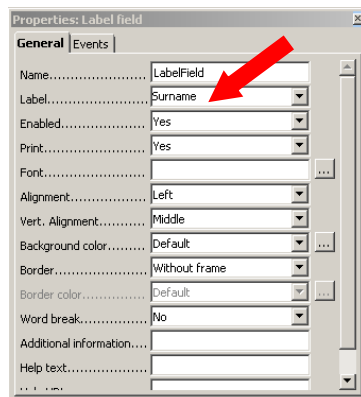 Properties: Label field
General Events
Name..................... LabelField
Label..................... Surname
Enabled.................. Yes
Print....................... Yes
Font.......................
Alignment................ Left
Vert. Alignment........ Middle
Background color...... Default
Border.................... Without frame
Border color............. Default
Word break.............. No
Additional information....
Help text.................